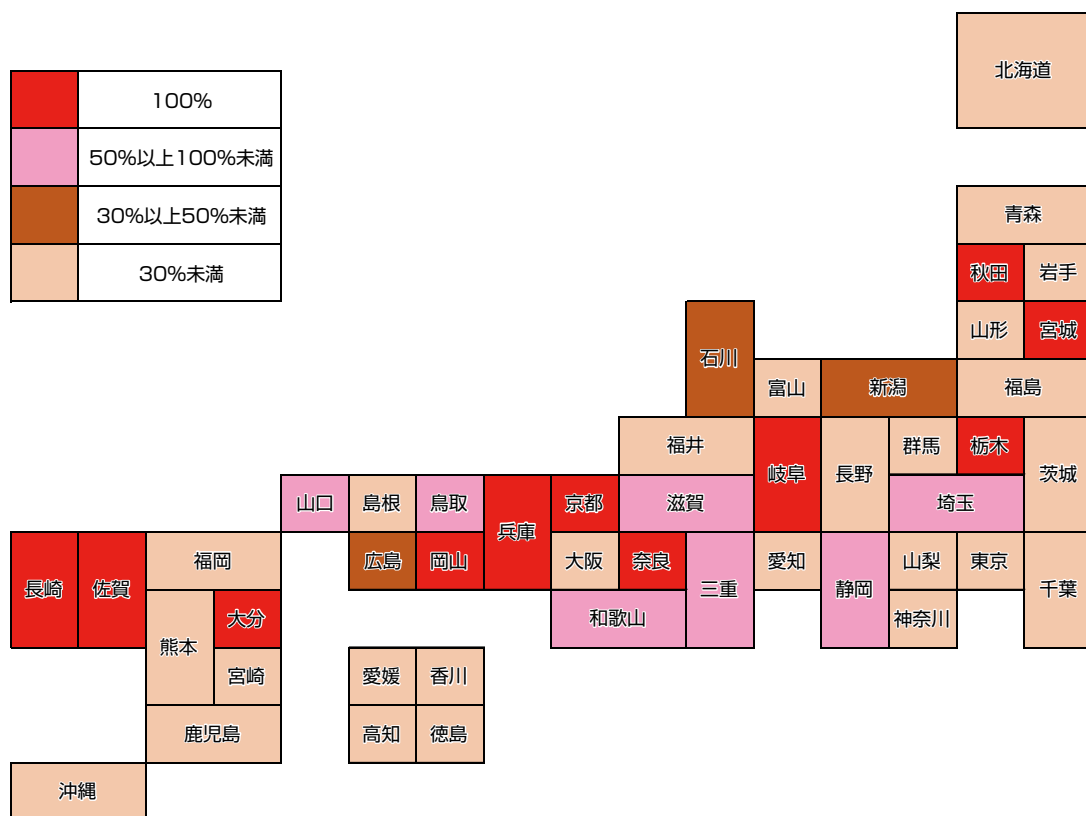 北海道
100%
50%以上100%未満
30%以上50%未満
30%未満
青森
秋田
岩手
山形
宮城
石川
富山
新潟
福島
福井
岐阜
長野
群馬
栃木
茨城
山口
島根
鳥取
兵庫
京都
滋賀
埼玉
長崎
佐賀
福岡
広島
岡山
大阪
奈良
三重
愛知
静岡
山梨
東京
千葉
熊本
大分
和歌山
神奈川
宮崎
愛媛
香川
鹿児島
高知
徳島
沖縄